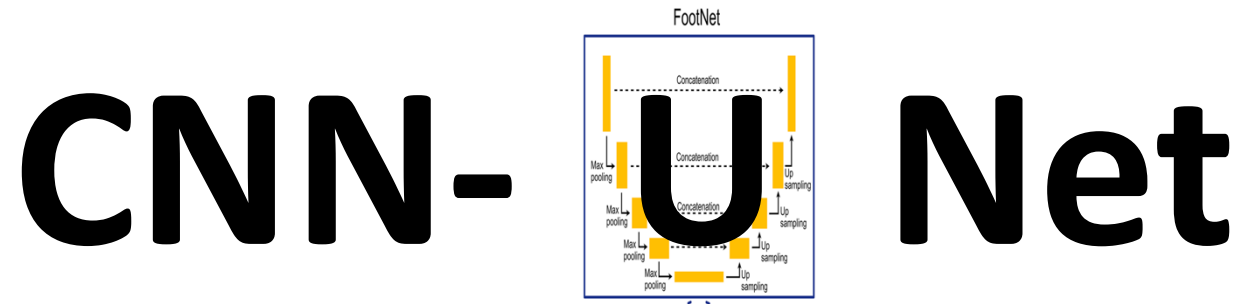 FootNet
CNN- U Net
Concatenation
Concatenation
Max
pooling
Up
sampling
Concatenation
Max
pooling
Up
sampling
Max
pooling
Up
sampling
Max
pooling
Up
sampling